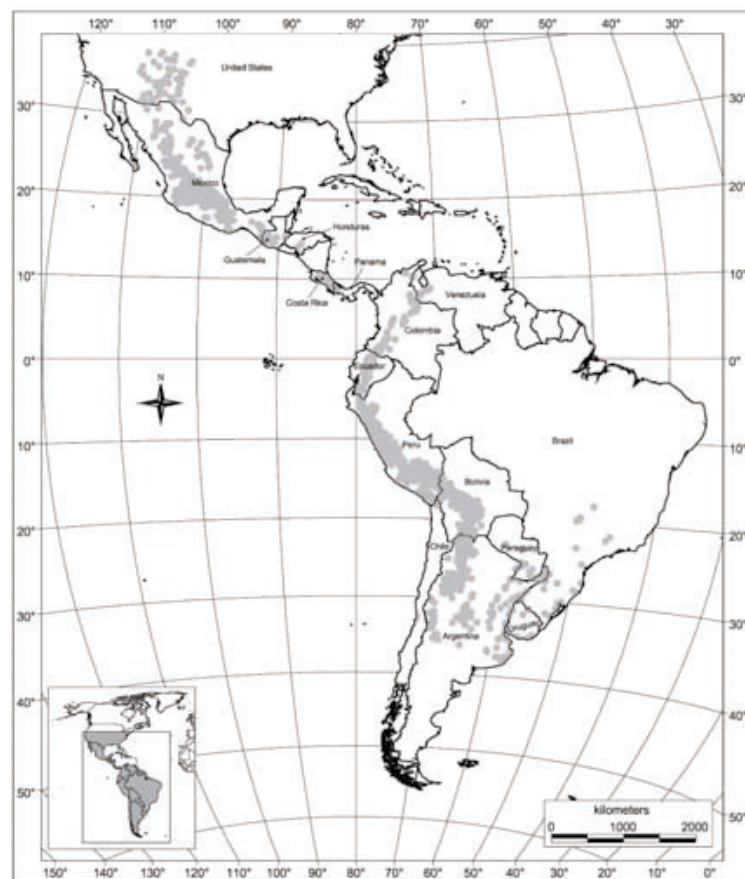 120° 110° 100° 90° 80° 70° 60° 50°
United States
30° 30°
Mexico
20° 20°
Honduras
Guatemala
Panama
10° 10°
Costa Rica
Venezuela
Colombia
0° 0°
Ecuador
N
Peru
Brazil
10° 10°
Bolivia
20° 20°
Chile
Paraguay
30° 30°
Uruguay
Argentina
40° 40°
kilometers
50° 50°
0 1000 2000
150° 140° 130° 120° 110° 100° 90° 80° 70° 60° 50° 40° 30° 20° 10° 0°